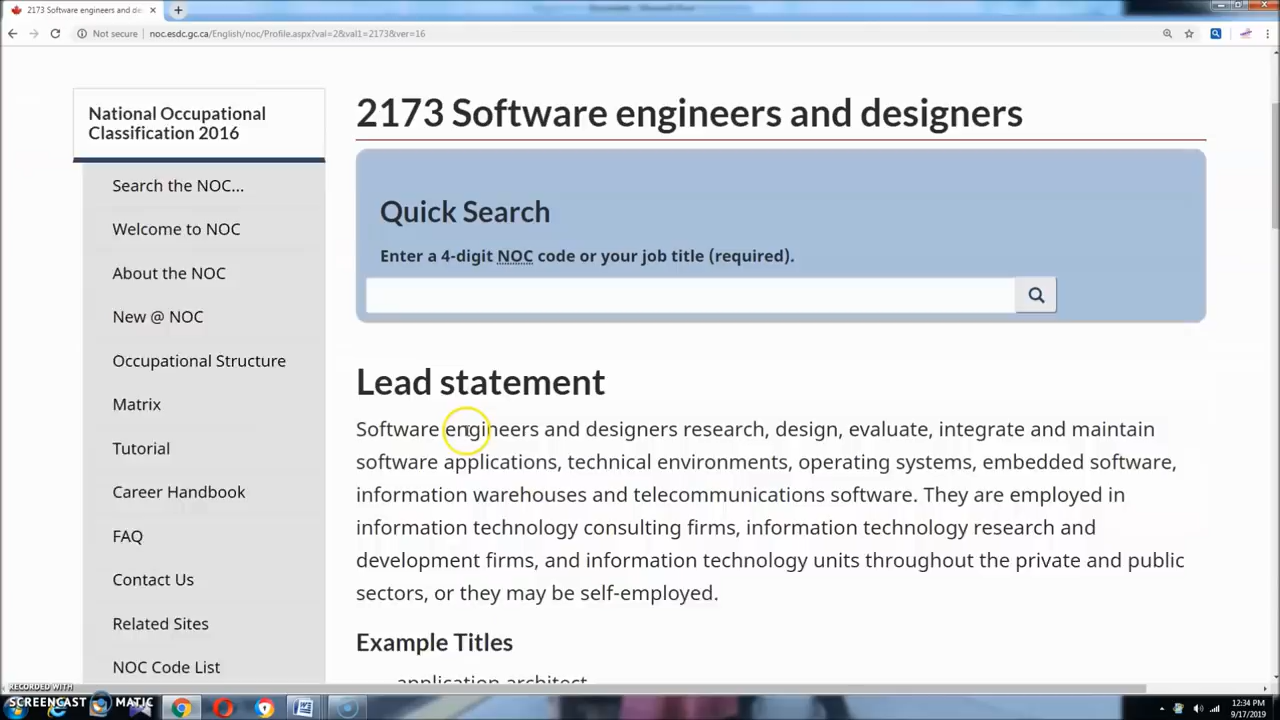 2173 Software engineers and de
Not secure
noc.esdc.gc.ca/English/noc/Profile.aspx?val=2&val1=2173&ver=16
National Occupational
Classification 2016
Search the NOC...
Welcome to NOC
About the NOC
New @ NOC
Occupational Structure
Matrix
Tutorial
Career Handbook
FAQ
Contact Us
Related Sites
NOC Code List
2173 Software engineers and designers
Quick Search
Enter a 4-digit NOC code or your job title (required).
Lead statement
Software engineers and designers research, design, evaluate, integrate and maintain
software applications, technical environments, operating systems, embedded software,
information warehouses and telecommunications software. They are employed in
information technology consulting firms, information technology research and
development firms, and information technology units throughout the private and public
sectors, or they may be self-employed.
Example Titles
application architect
RECORDED WITH
SCREENCAST MATIC
12:34 PM
9/17/2019